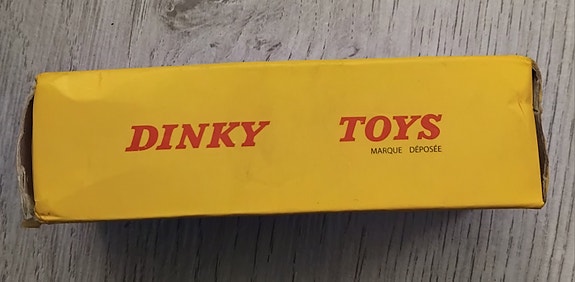 DINKY TOYS
MARQUE DÉPOSÉE